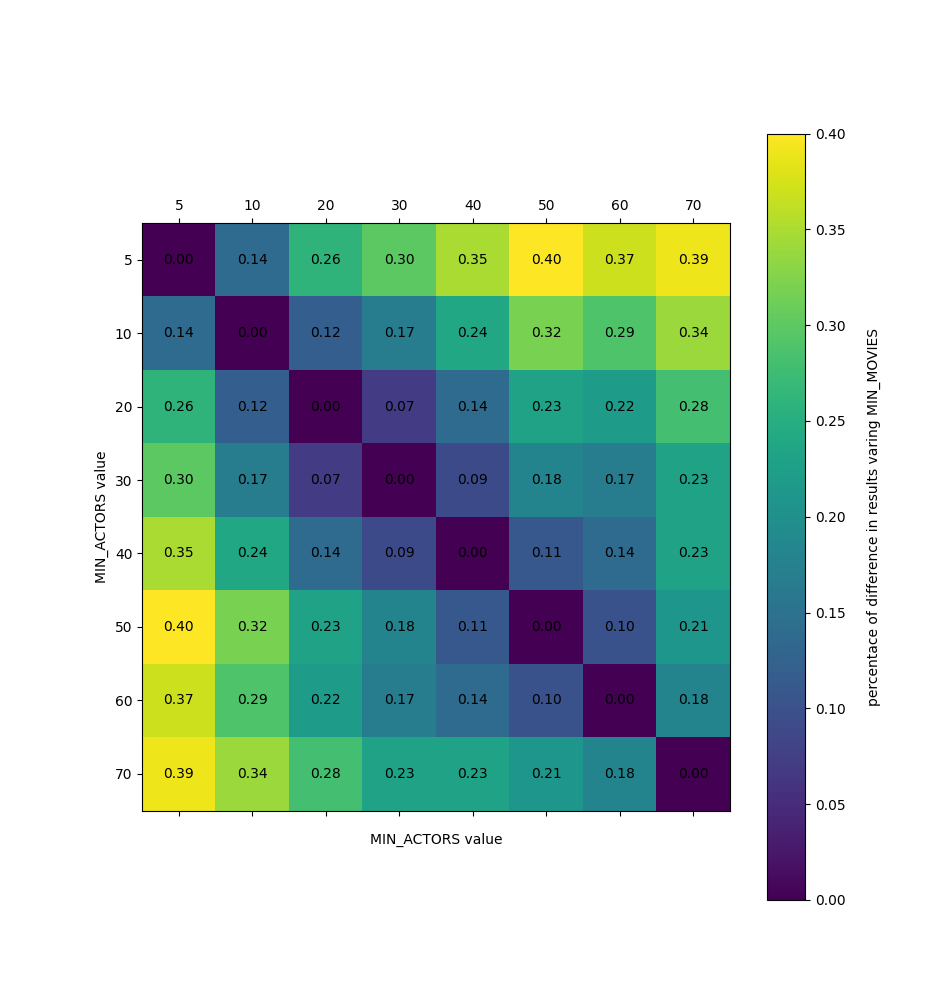 5 10 20 30 40 50 60 70
5 0.00 0.14 0.26 0.30 0.35 0.40 0.37 0.39
10 0.14 0.00 0.12 0.17 0.24 0.32 0.29 0.34
20 0.26 0.12 0.00 0.07 0.14 0.23 0.22 0.28
30 0.30 0.17 0.07 0.00 0.09 0.18 0.17 0.23
40 0.35 0.24 0.14 0.09 0.00 0.11 0.14 0.23
50 0.40 0.32 0.23 0.18 0.11 0.00 0.10 0.21
60 0.37 0.29 0.22 0.17 0.14 0.10 0.00 0.18
70 0.39 0.34 0.28 0.23 0.23 0.21 0.18 0.00
MIN_ACTORS value
MIN_ACTORS value
0.40
0.35
0.30
0.25
0.20
0.15
0.10
0.05
0.00
percentace of difference in results varing MIN_MOVIES